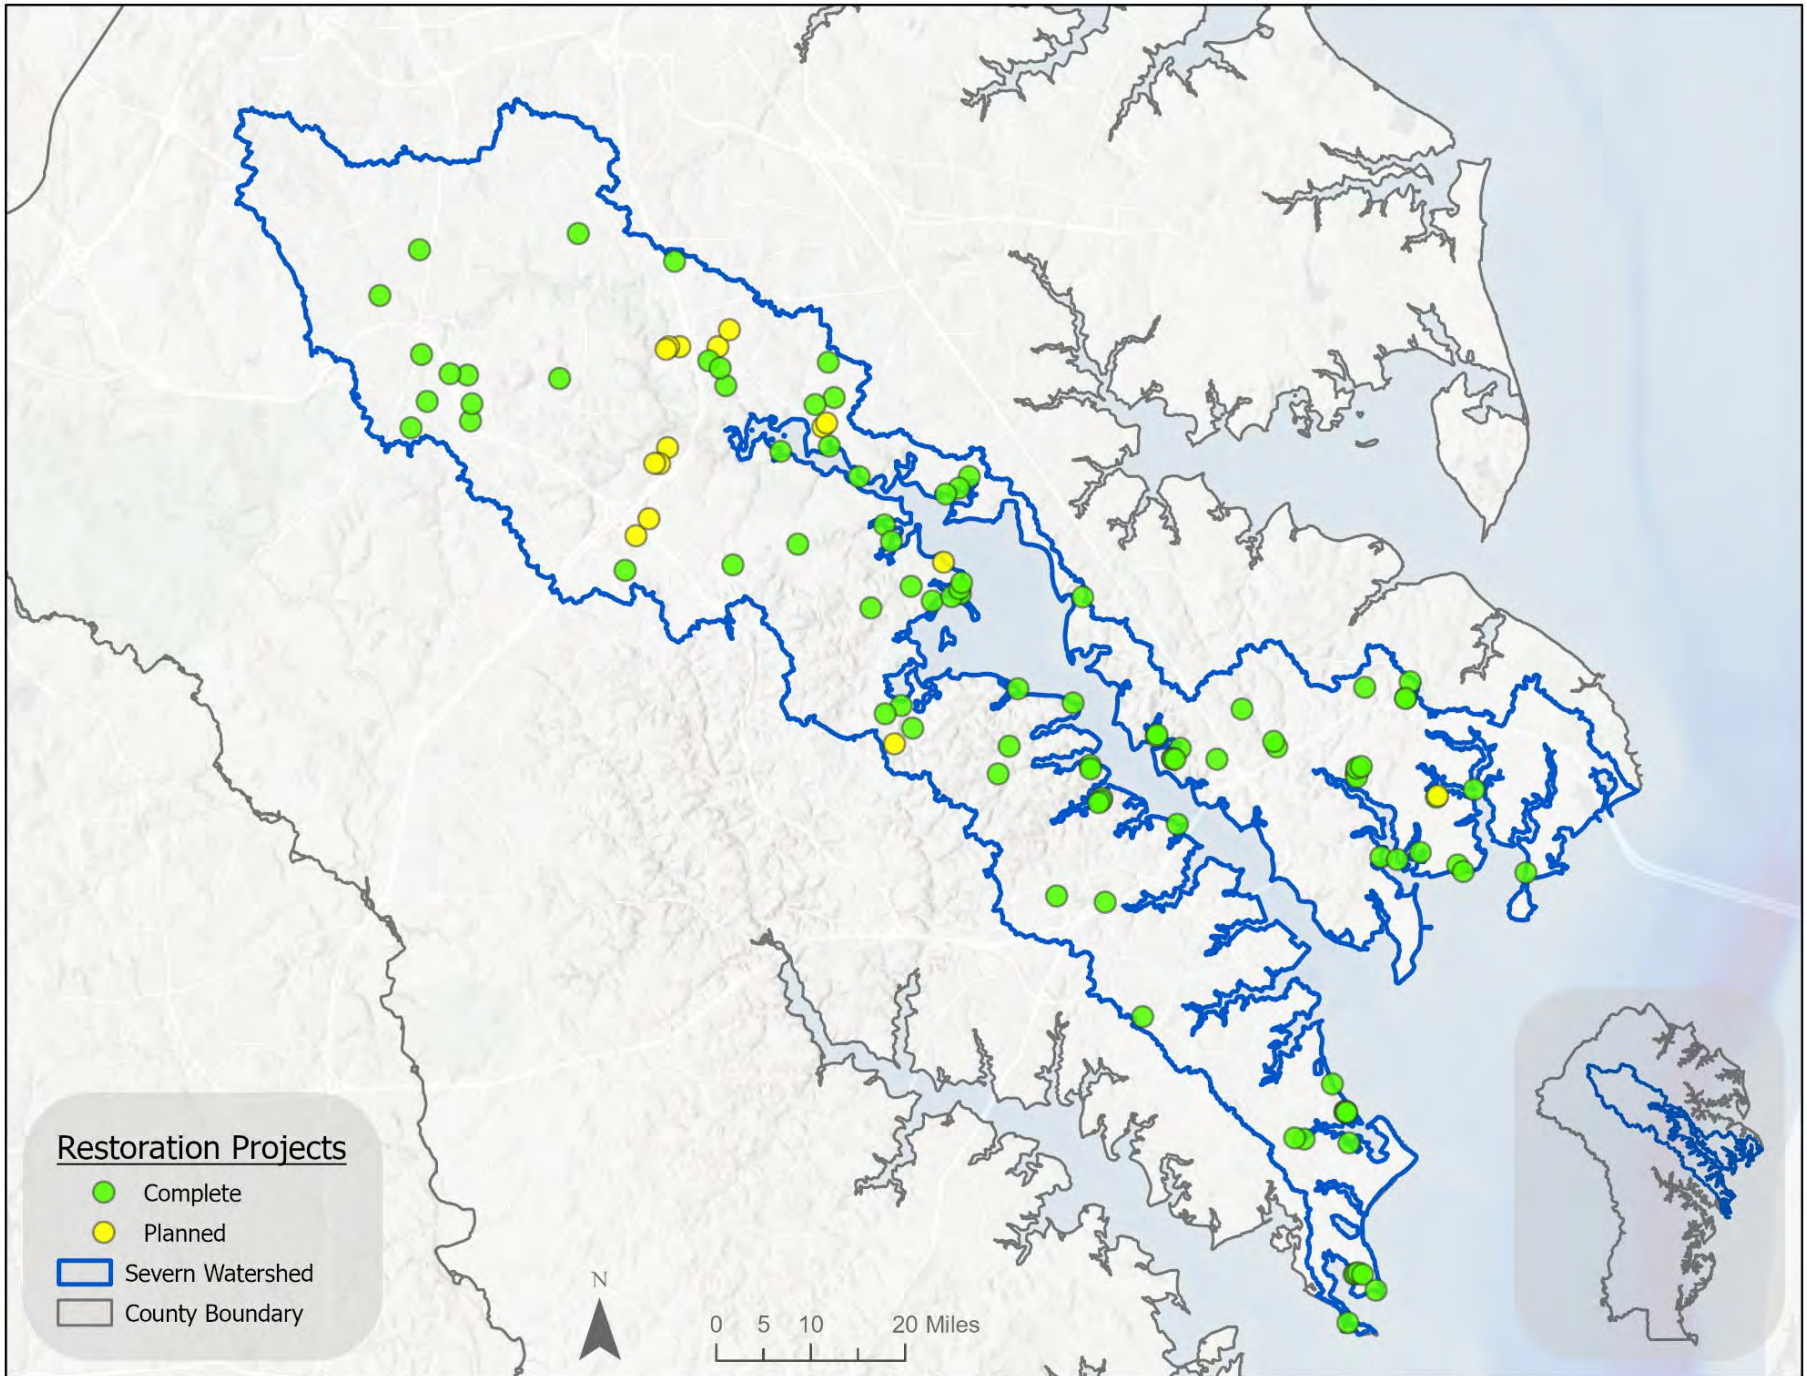 Restoration Projects
Complete
Planned
Severn Watershed
County Boundary
N
0 5 10 20 Miles